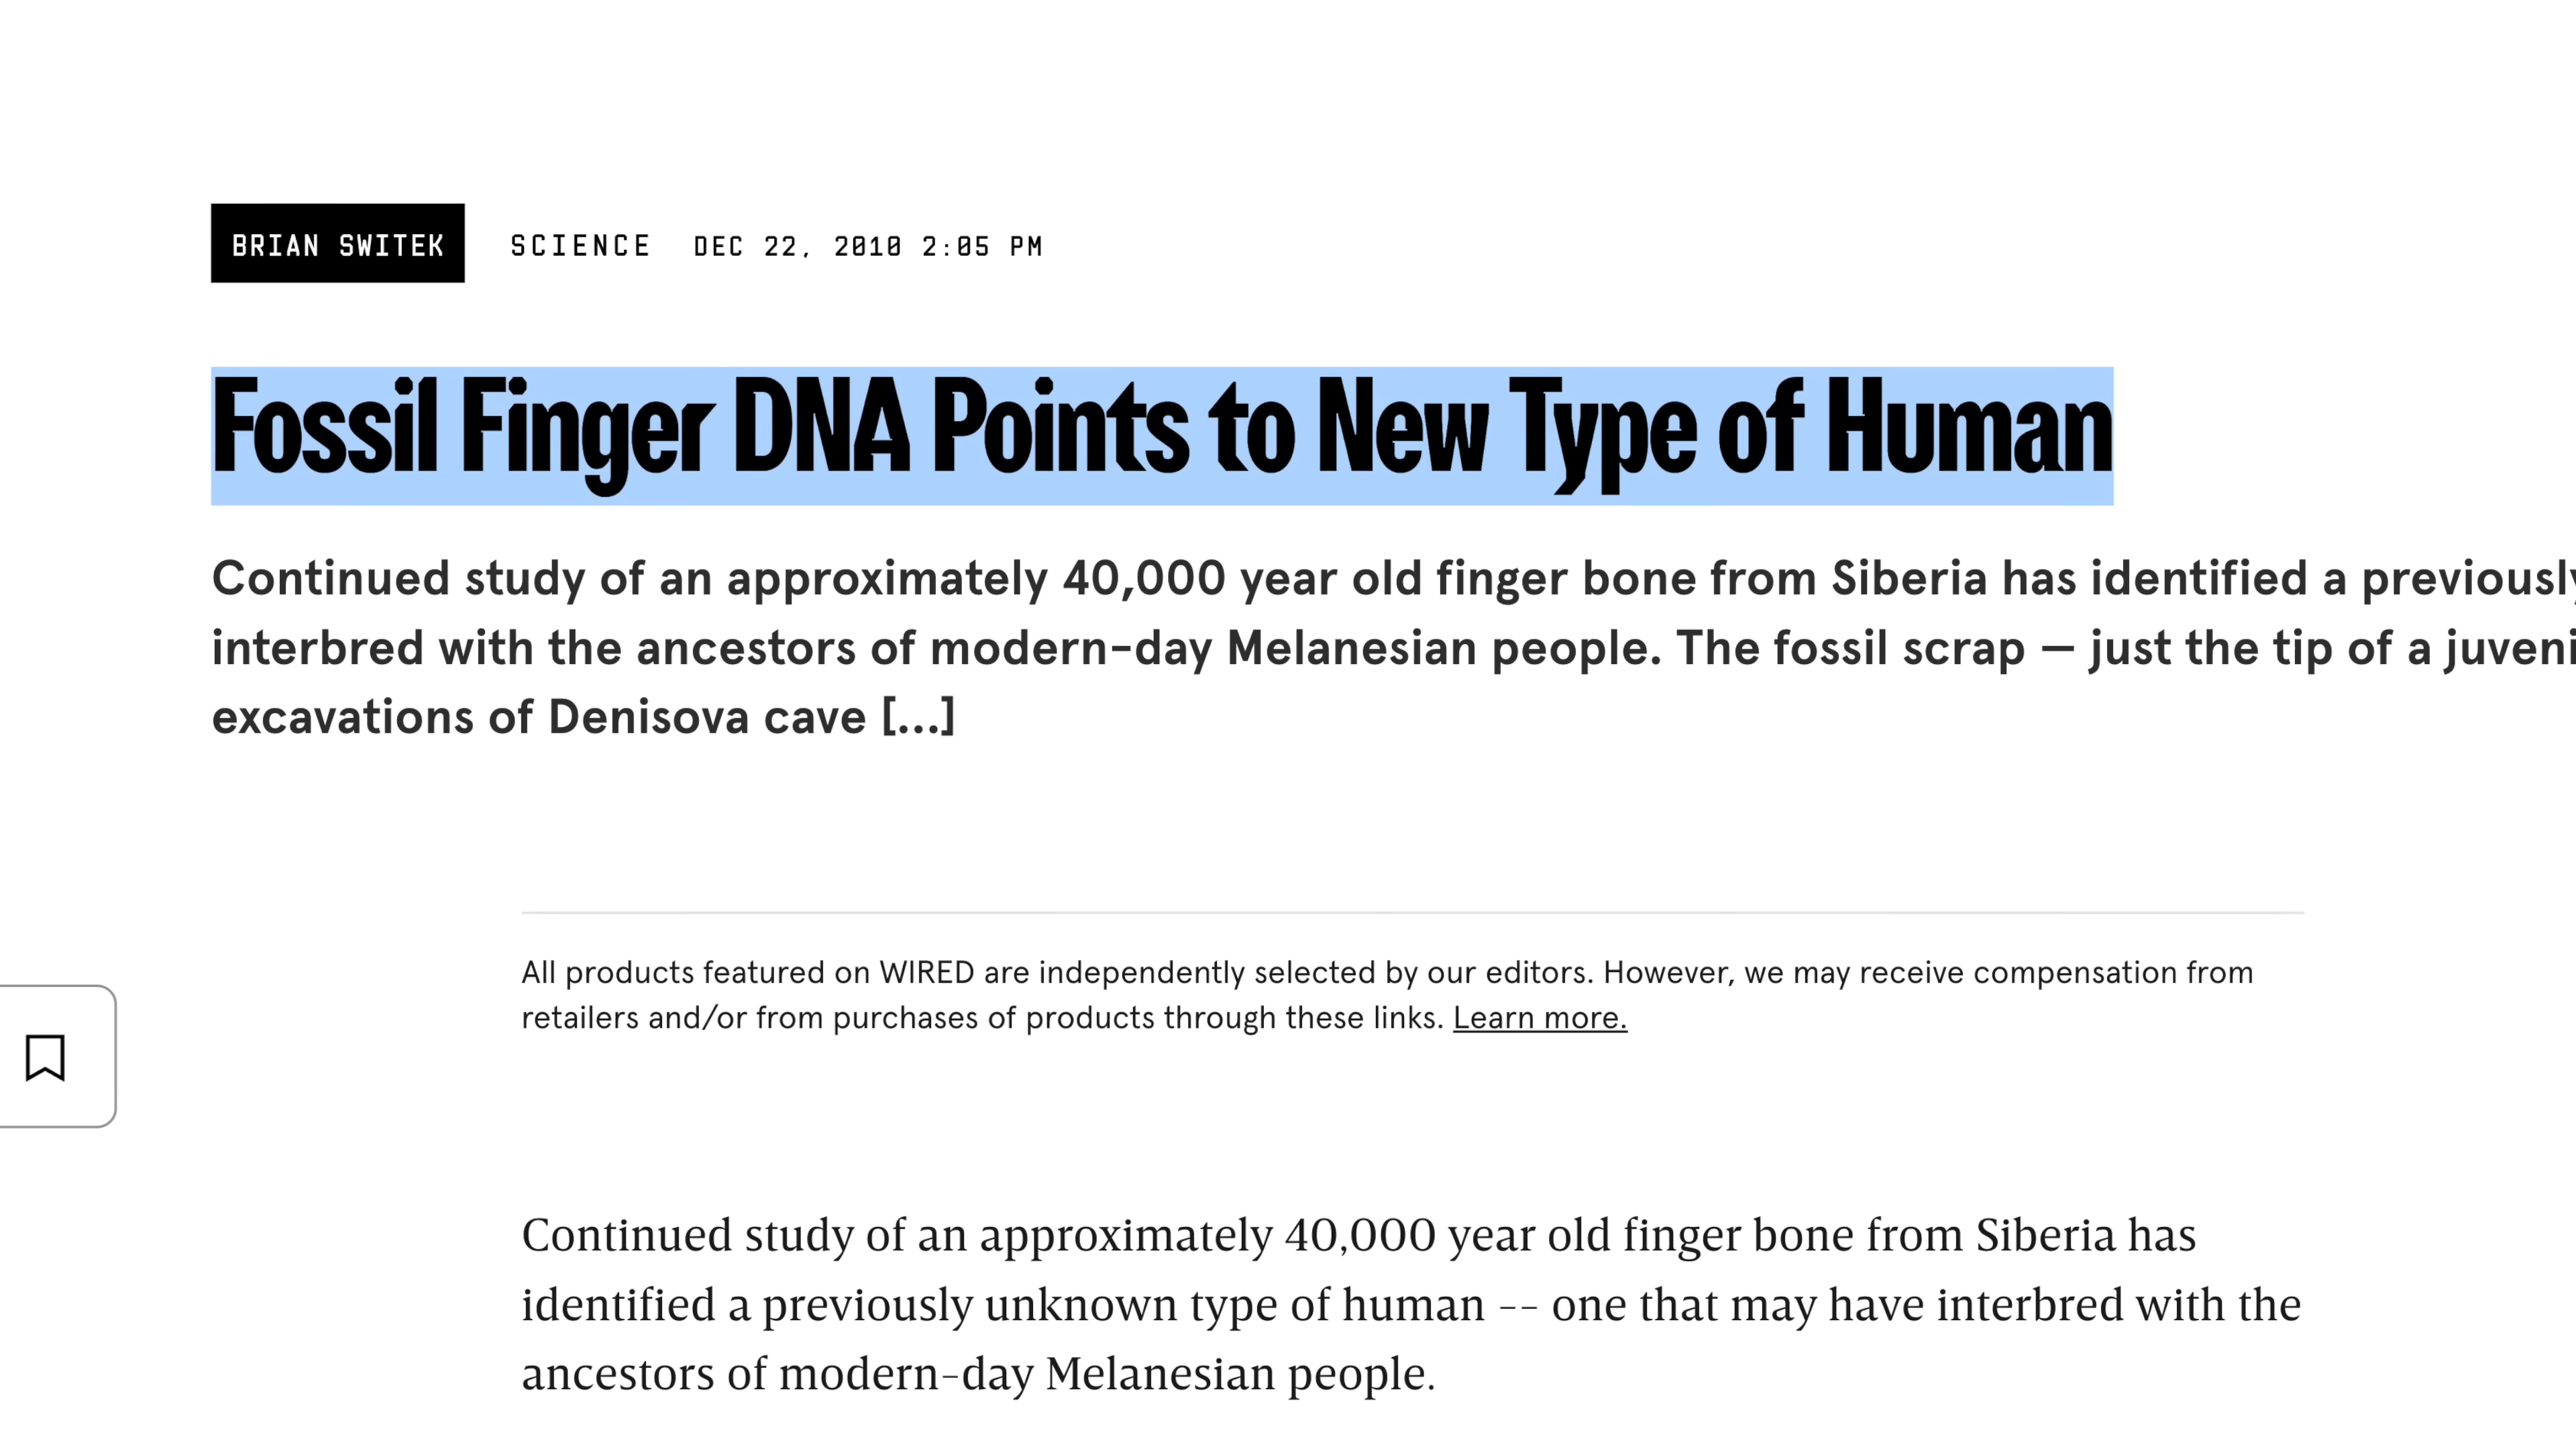 BRIAN SWITEK SCIENCE DEC 22, 2010 2:05 PM
Fossil Finger DNA Points to New Type of Human
Continued study of an approximately 40,000 year old finger bone from Siberia has identified a previously
interbred with the ancestors of modern-day Melanesian people. The fossil scrap — just the tip of a
excavations of Denisova cave [...]
All products featured on WIRED are independently selected by our editors. However, we may receive compensation from
retailers and/or from purchases of products through these links. Learn more.
Continued study of an approximately 40,000 year old finger bone from Siberia has
identified a previously unknown type of human -- one that may have interbred with the
ancestors of modern-day Melanesian people.